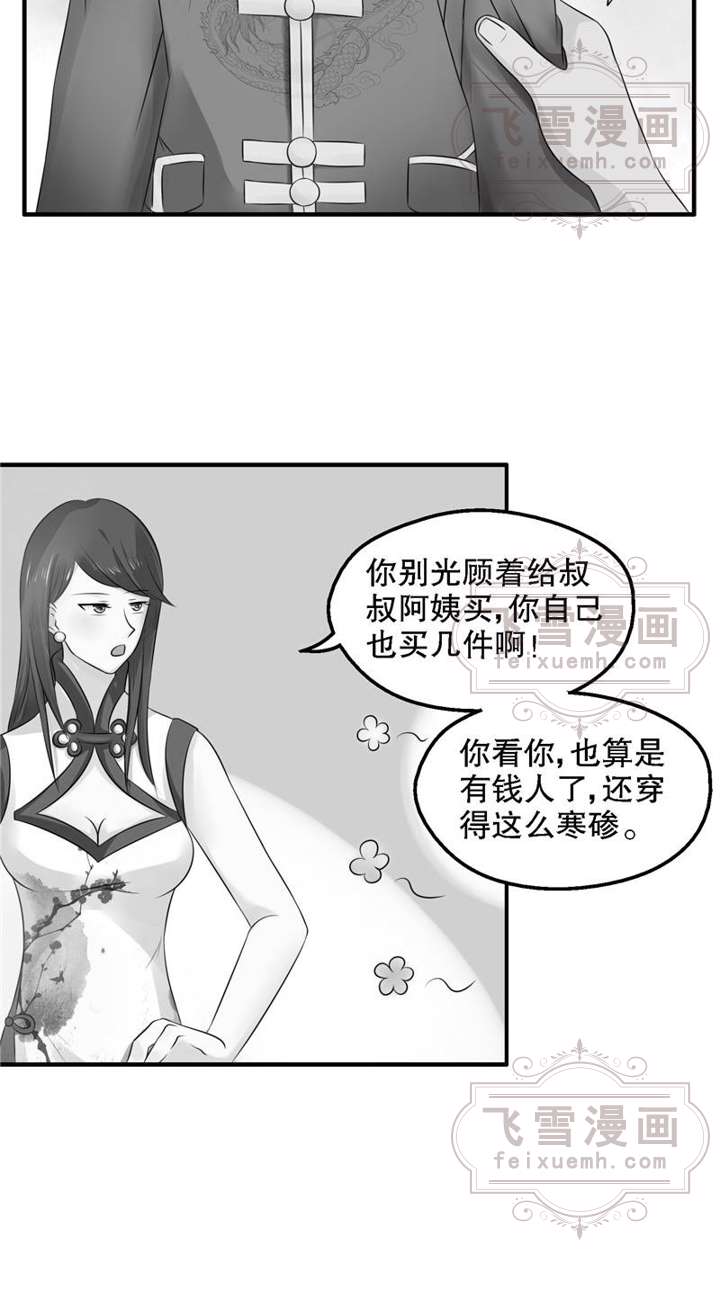 飞雪漫画
feixuemh.com
你别光顾着给叔
叔阿姨买,你自己
也买几件啊!
飞雪漫画
feixuemh.com
你看你,也算是
有钱人了,还穿
得这么寒碜。
飞雪漫画
feixuemh.com